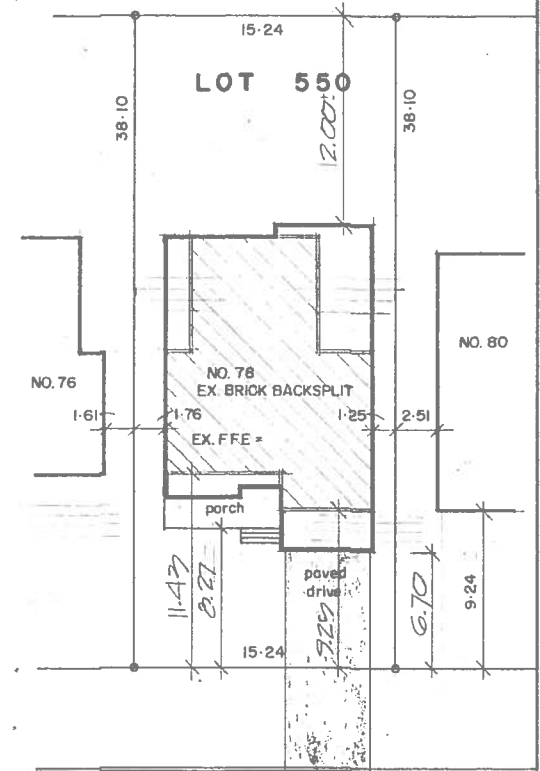 15.24
LOT 550
38.10
38.10
12.00
NO. 76
NO. 78
EX. BRICK BACKSPLIT
NO. 80
1.61
1.76
1.25
2.51
EX. F.F.E =
porch
paved
drive
11.43
8.27
9.25
6.70
9.24
15.24